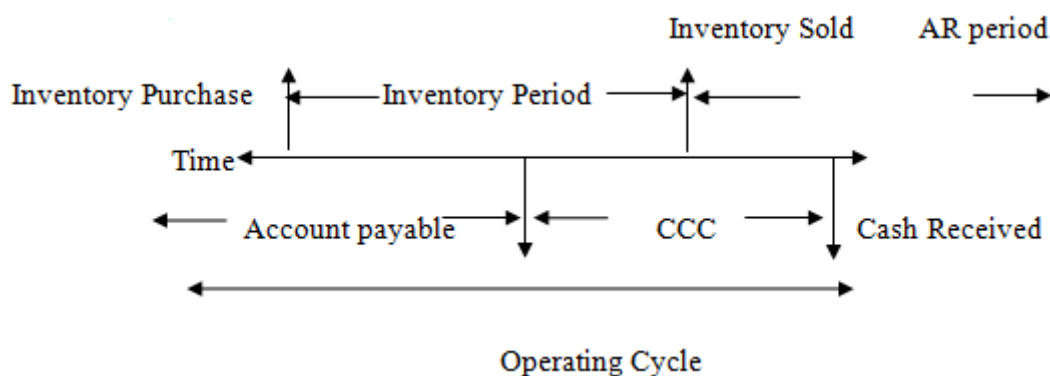 Inventory Sold AR period
Inventory Purchase Inventory Period
Time
Account payable CCC Cash Received
Operating Cycle